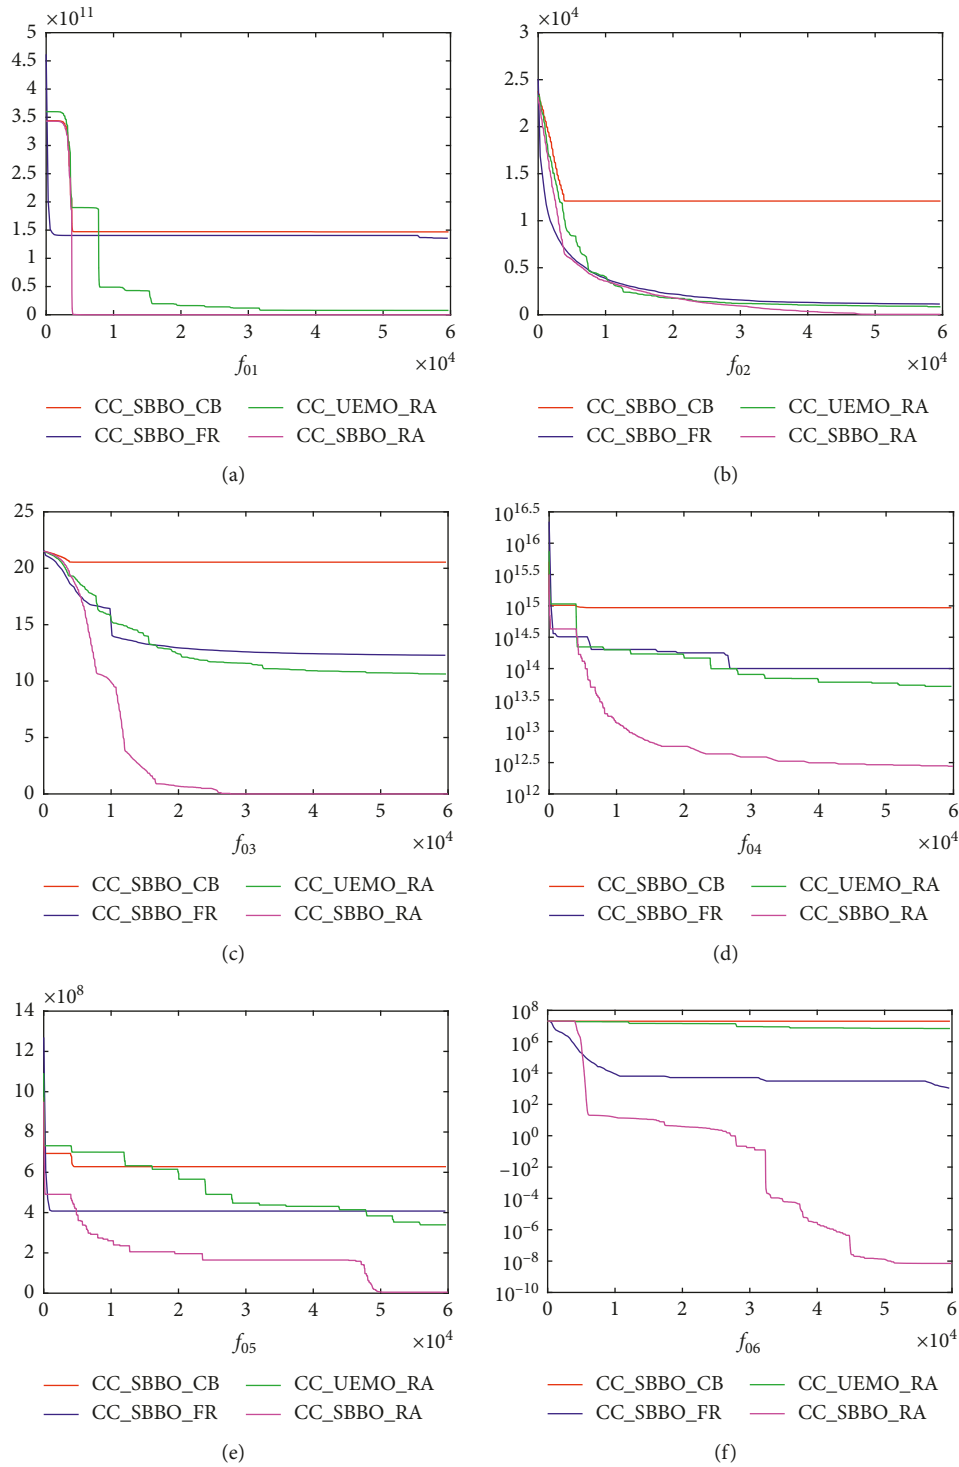 ×10^11
5
4.5
3.5
2.5
1.5
0.5
0
0 1 2 3 4 5 6
×10^4
f01
CC_SBBO_CB CC_UEMO_RA
CC_SBBO_FR CC_SBBO_RA
(a)
×10^4
3
2.5
2
1.5
1
0.5
0
0 1 2 3 4 5 6
×10^4
f02
CC_SBBO_CB CC_UEMO_RA
CC_SBBO_FR CC_SBBO_RA
(b)
25
20
15
10
5
0
0 1 2 3 4 5 6
×10^4
f03
CC_SBBO_CB CC_UEMO_RA
CC_SBBO_FR CC_SBBO_RA
(c)
10^16.5
10^16
10^15.5
10^15
10^14.5
10^14
10^13.5
10^13
10^12.5
10^12
0 1 2 3 4 5 6
×10^4
f04
CC_SBBO_CB CC_UEMO_RA
CC_SBBO_FR CC_SBBO_RA
(d)
×10^8
14
12
10
8
6
4
2
0
0 1 2 3 4 5 6
×10^4
f05
CC_SBBO_CB CC_UEMO_RA
CC_SBBO_FR CC_SBBO_RA
(e)
10^8
10^6
10^4
10^2
10^0
−10^2
10^−4
10^−6
10^−8
10^−10
0 1 2 3 4 5 6
×10^4
f06
CC_SBBO_CB CC_UEMO_RA
CC_SBBO_FR CC_SBBO_RA
(f)